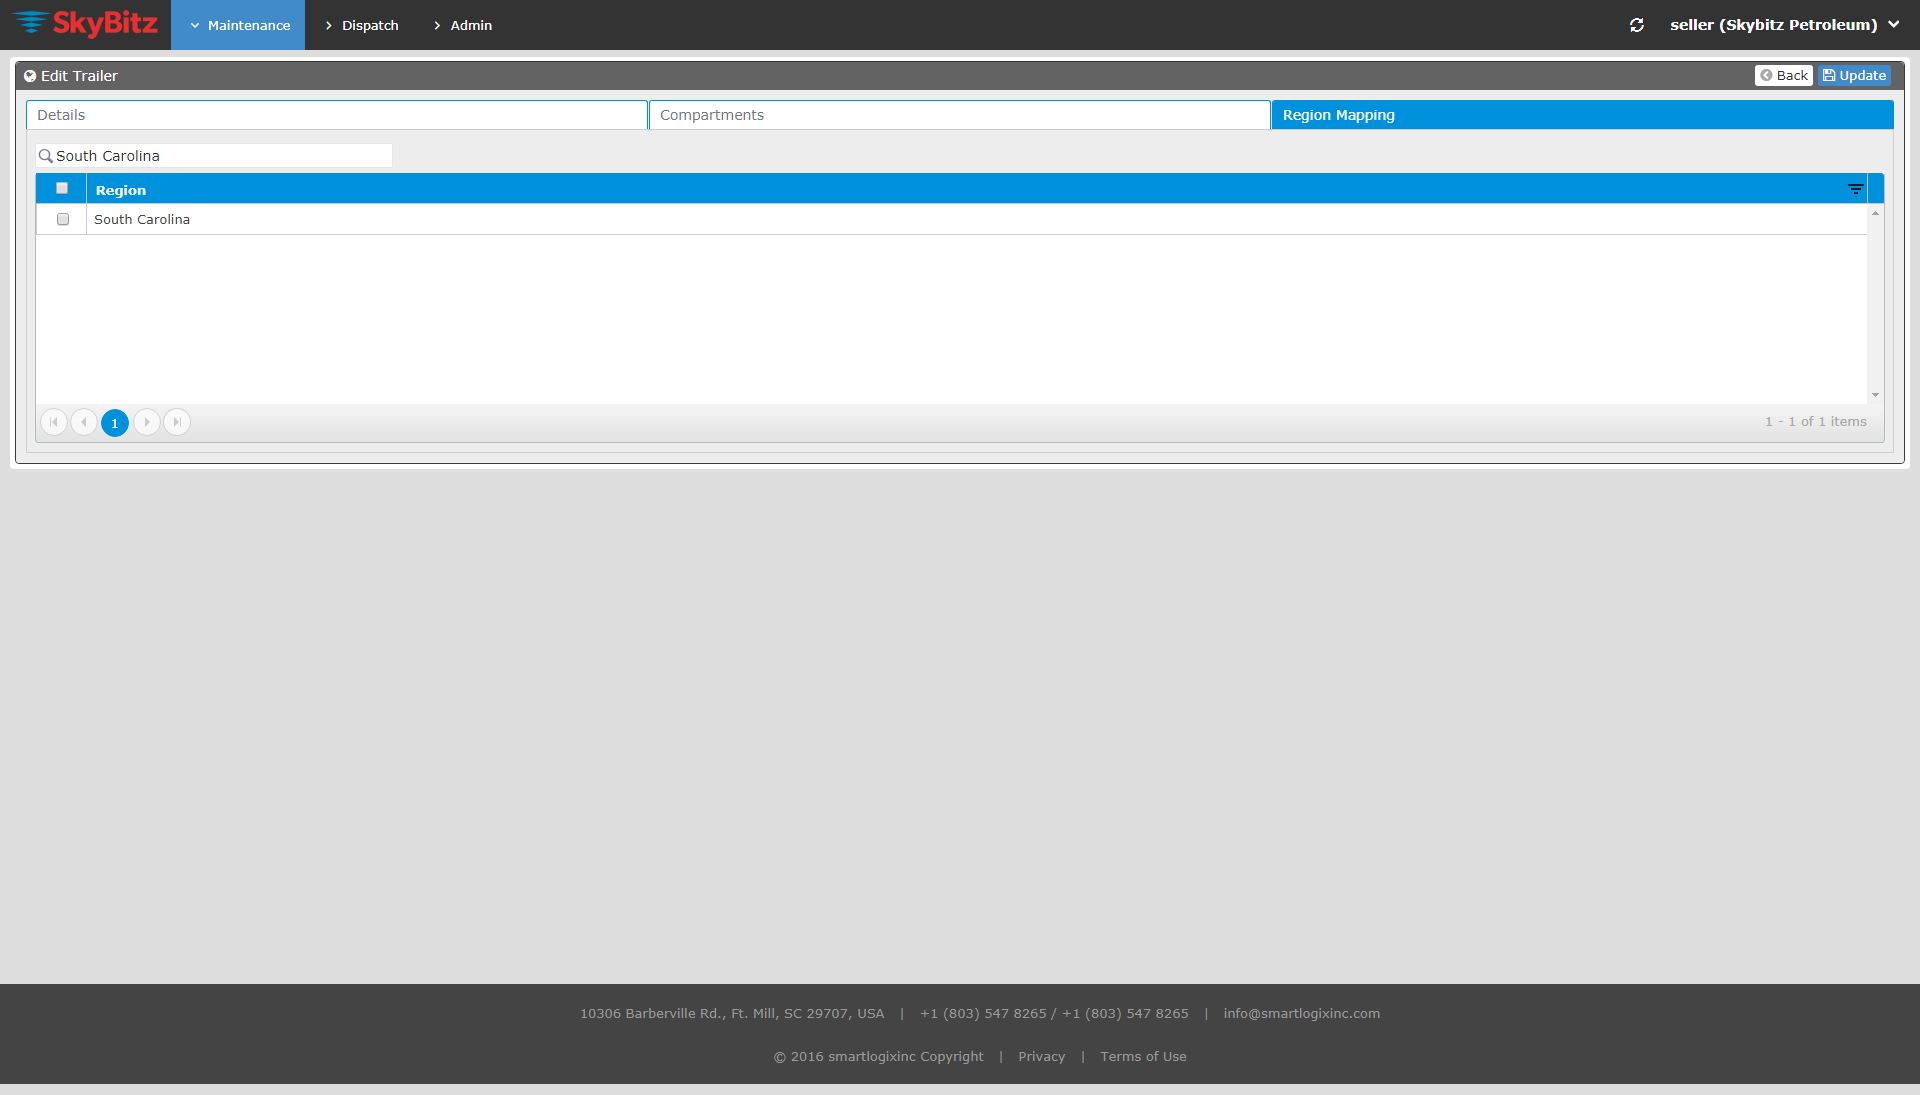 SkyBitz Maintenance Dispatch Admin seller (Skybitz Petroleum)
Edit Trailer Back Update
Details Compartments Region Mapping
South Carolina
Region
South Carolina
1 1 - 1 of 1 items
10306 Barberville Rd., Ft. Mill, SC 29707, USA | +1 (803) 547 8265 / +1 (803) 547 8265 | info@smartlogixinc.com
© 2016 smartlogixinc Copyright | Privacy | Terms of Use